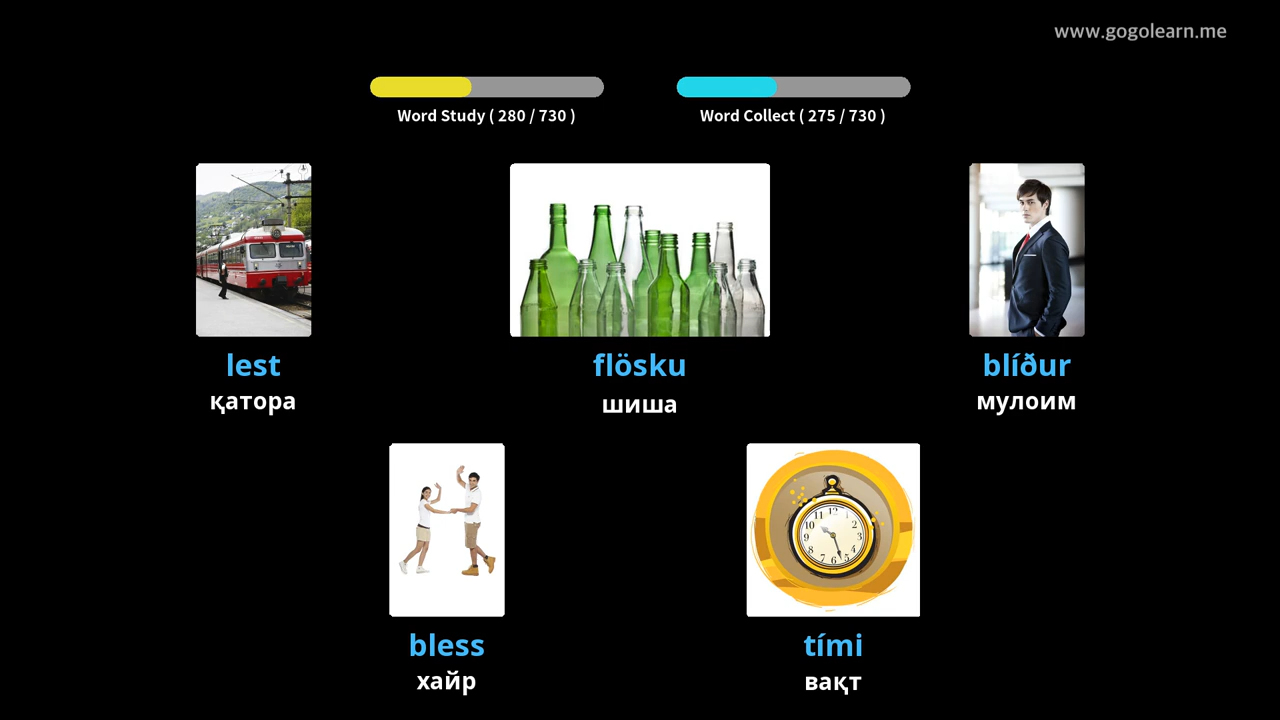 www.gogolearn.me
Word Study ( 280 / 730 )
Word Collect ( 275 / 730 )
lest
қатора
flösku
шиша
blíður
мулоим
bless
хайр
tími
вақт